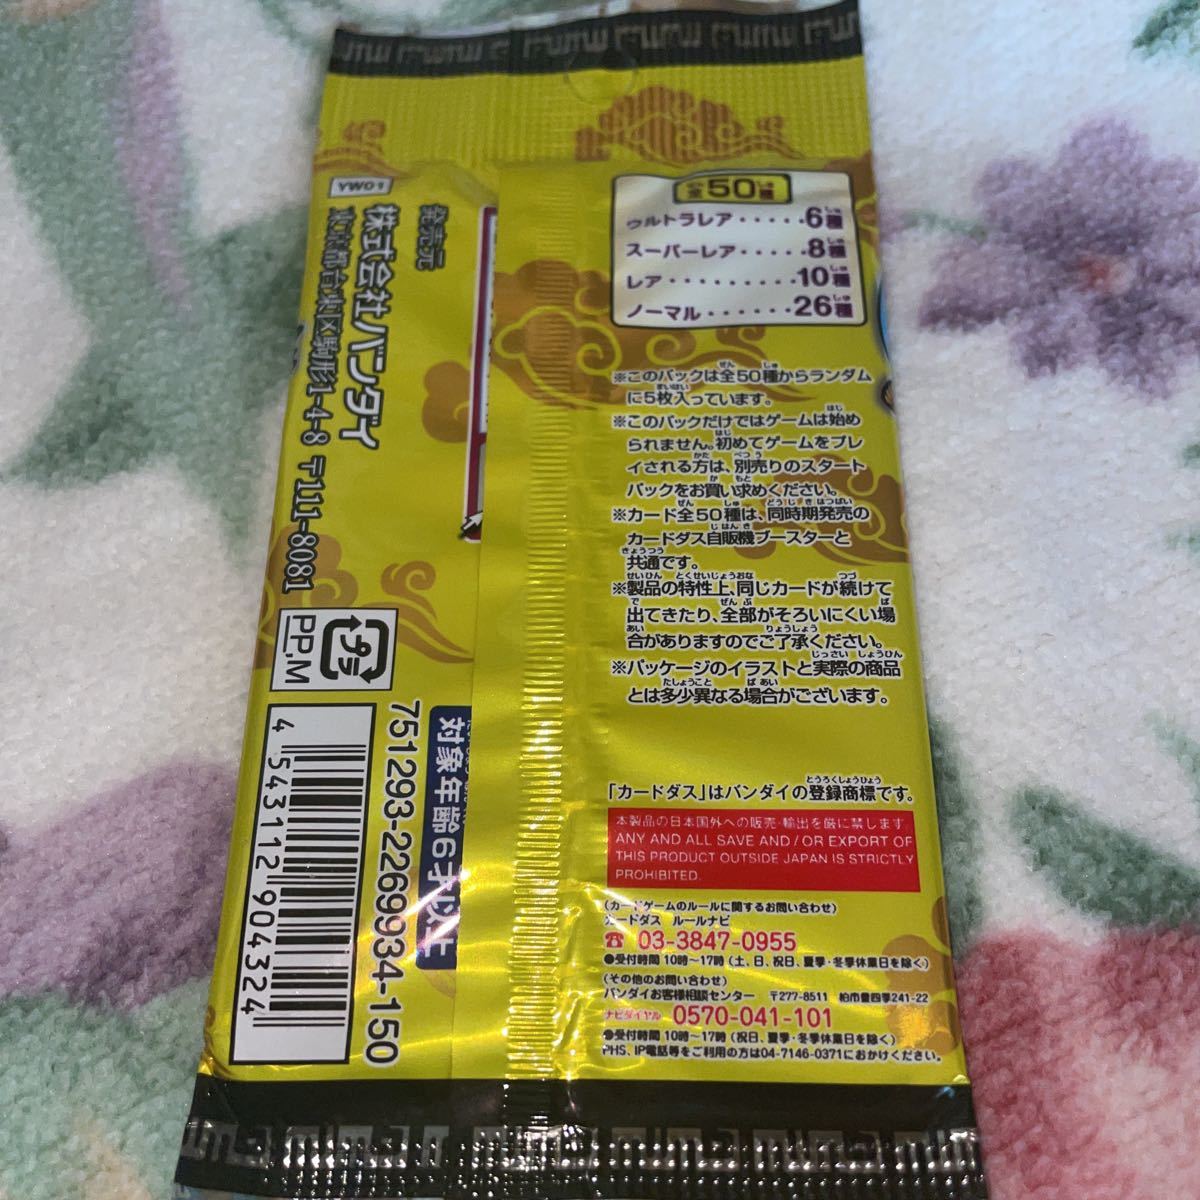 YW01
発売元
株式会社バンダイ
東京都台東区駒形1-4-8 〒111-8081
PP,M
プラ
対象年齢6才以上
751293-2269934-150
4 543112 904324
全50種
ウルトラレア・・・・・6種
スーパーレア・・・・・8種
レア・・・・・・・・・10種
ノーマル・・・・・・26種
※このパックは全50種からランダム
に5枚入っています。
※このパックだけではゲームは始め
られません。初めてゲームをプレ
イされる方は、別売りのスタート
パックをお買い求めください。
※カード全50種は、同時期発売の
カードダス自販機ブースターと
共通です。
※製品の特性上、同じカードが続けて
出てきたり、全部がそろいにくい場
合がありますのでご了承ください。
※パッケージのイラストと実際の商品
とは多少異なる場合がございます。
「カードダス」はバンダイの登録商標です。
本製品の日本国外への販売・輸出を厳に禁じます。
ANY AND ALL SAVE AND / OR EXPORT OF
THIS PRODUCT OUTSIDE JAPAN IS STRICTLY
PROHIBITED.
(カードゲームのルールに関するお問い合わせ)
カードダス ルールナビ
☎ 03-3847-0955
●受付時間 10時～17時 (土、日、祝日、夏季・冬季休業日を除く)
(その他のお問い合わせ)
バンダイお客様相談センター 〒277-8511 柏市豊四季241-22
ナビダイヤル 0570-041-101
●受付時間 10時～17時 (祝日、夏季・冬季休業日を除く)
PHS、IP電話等をご利用の方は04-7146-0371におかけください。